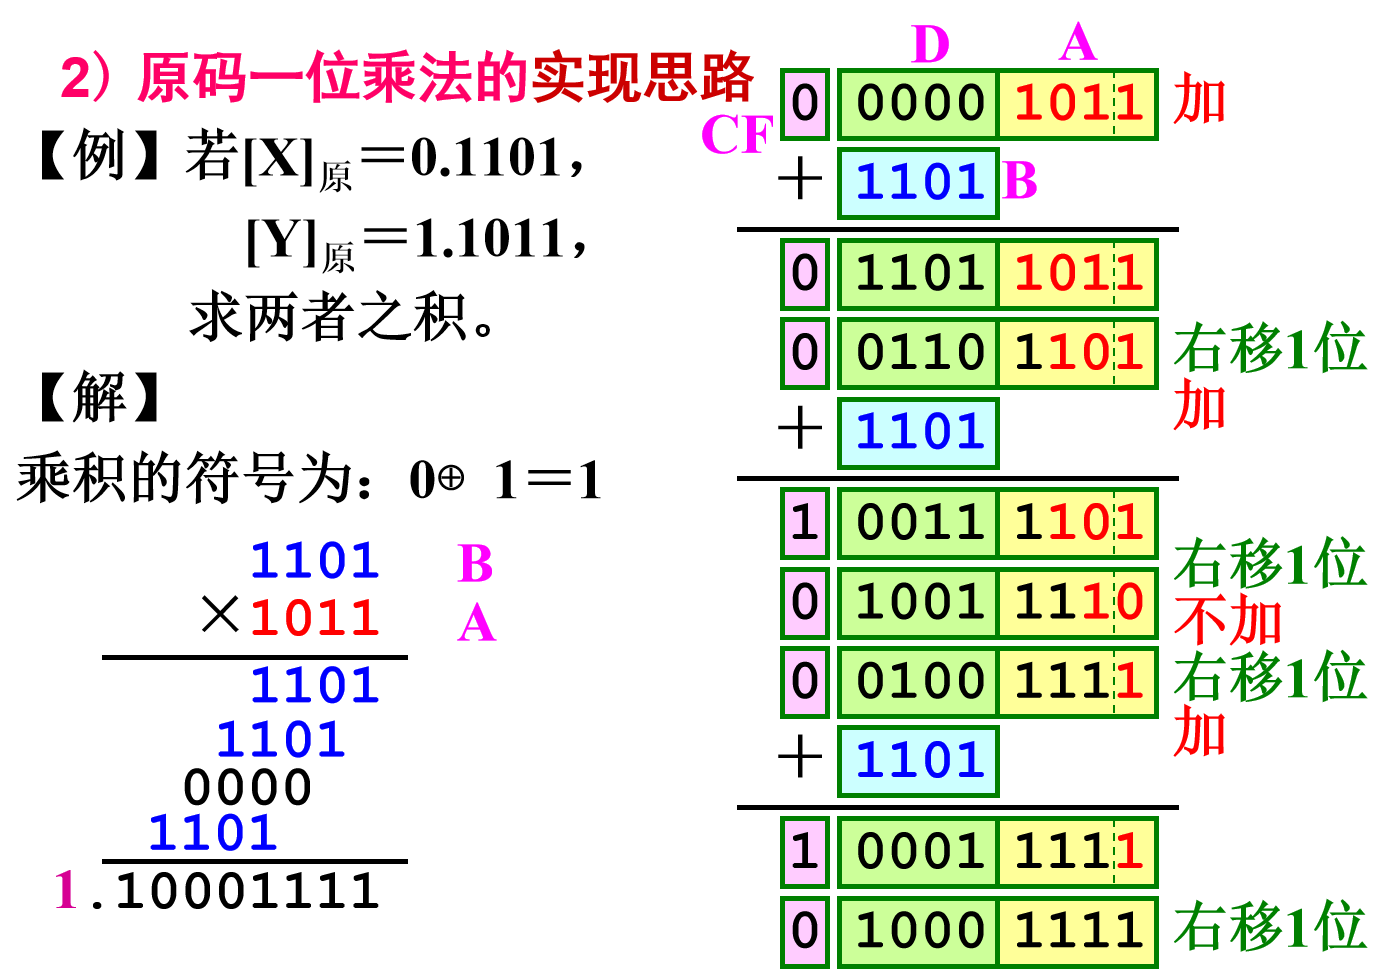 2）原码一位乘法的实现思路
【例】若[X]原＝0.1101，
[Y]原＝1.1011，
求两者之积。
【解】
乘积的符号为：0⊕ 1＝1
1101 B
×1011 A
1101
1101
0000
1101
1.10001111
D A
CF 0 0000 1011 加
＋ 1101 B
0 1101 1011
0 0110 1101 右移1位
加
＋ 1101
1 0011 1101
右移1位
0 1001 1110 不加
0 0100 1111 右移1位
加
＋ 1101
1 0001 1111
0 1000 1111 右移1位